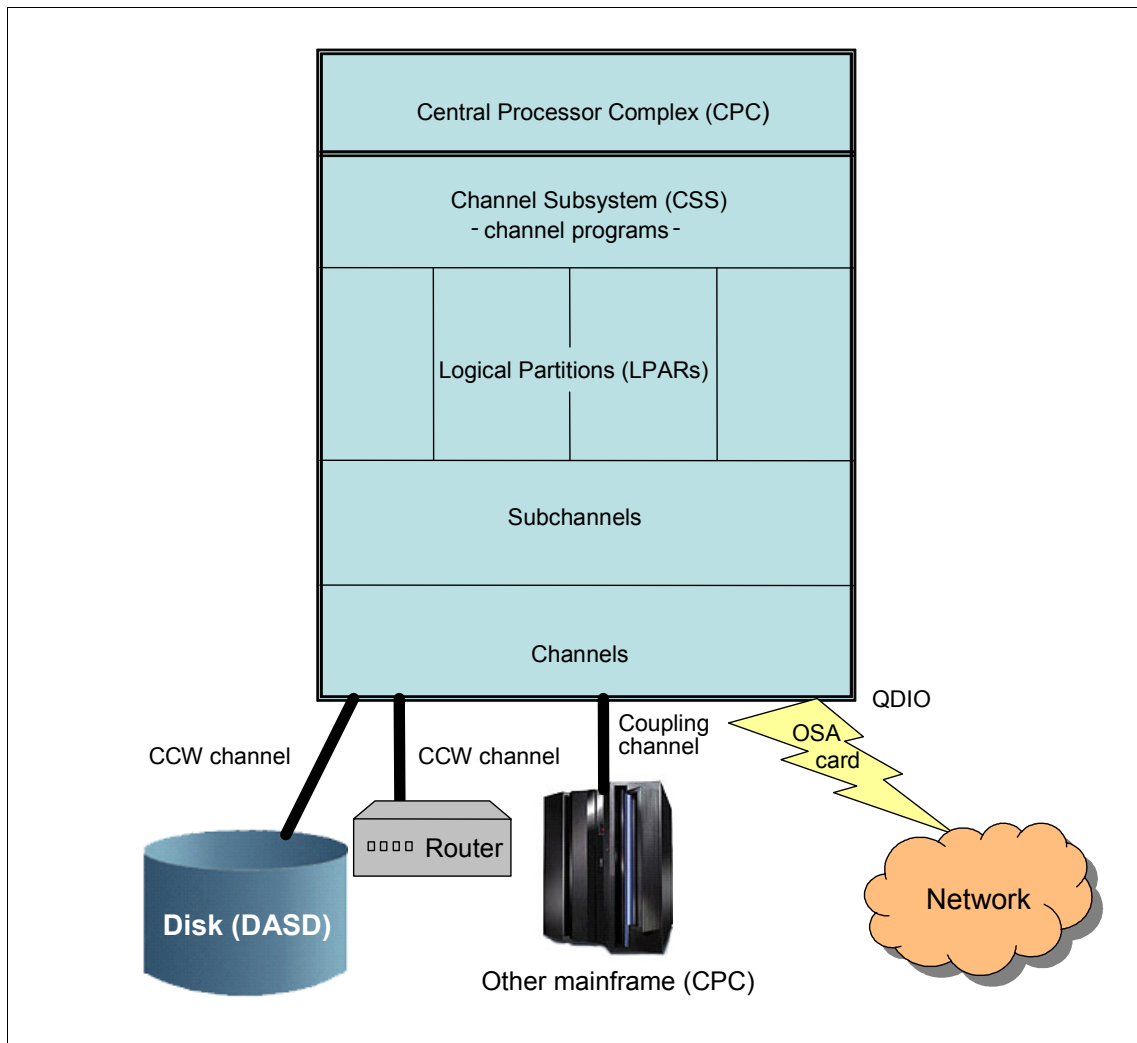 Central Processor Complex (CPC)
Channel Subsystem (CSS)
- channel programs -
Logical Partitions (LPARs)
Subchannels
Channels
QDIO
Coupling
channel
OSA
card
CCW channel
CCW channel
Router
Disk (DASD)
Network
Other mainframe (CPC)